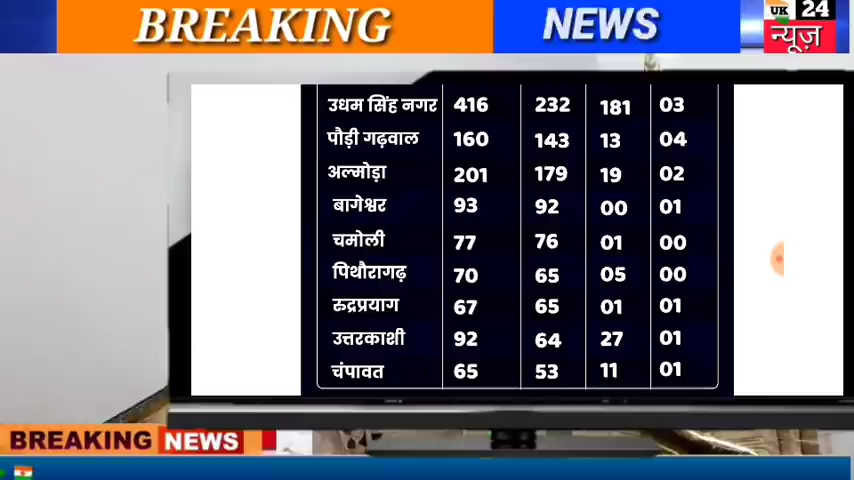 BREAKING NEWS
UK 24
न्यूज़
उधम सिंह नगर 416 232 181 03
पौड़ी गढ़वाल 160 143 13 04
अल्मोड़ा 201 179 19 02
बागेश्वर 93 92 00 01
चमोली 77 76 01 00
पिथौरागढ़ 70 65 05 00
रुद्रप्रयाग 67 65 01 01
उत्तरकाशी 92 64 27 01
चंपावत 65 53 11 01
BREAKING NEWS